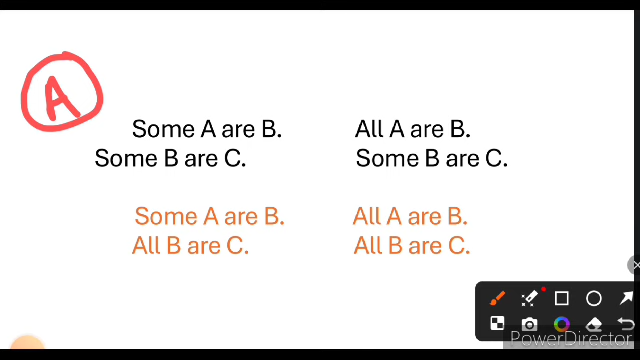 A
Some A are B. All A are B.
Some B are C. Some B are C.
Some A are B. All A are B.
All B are C. All B are C.
PowerDirector